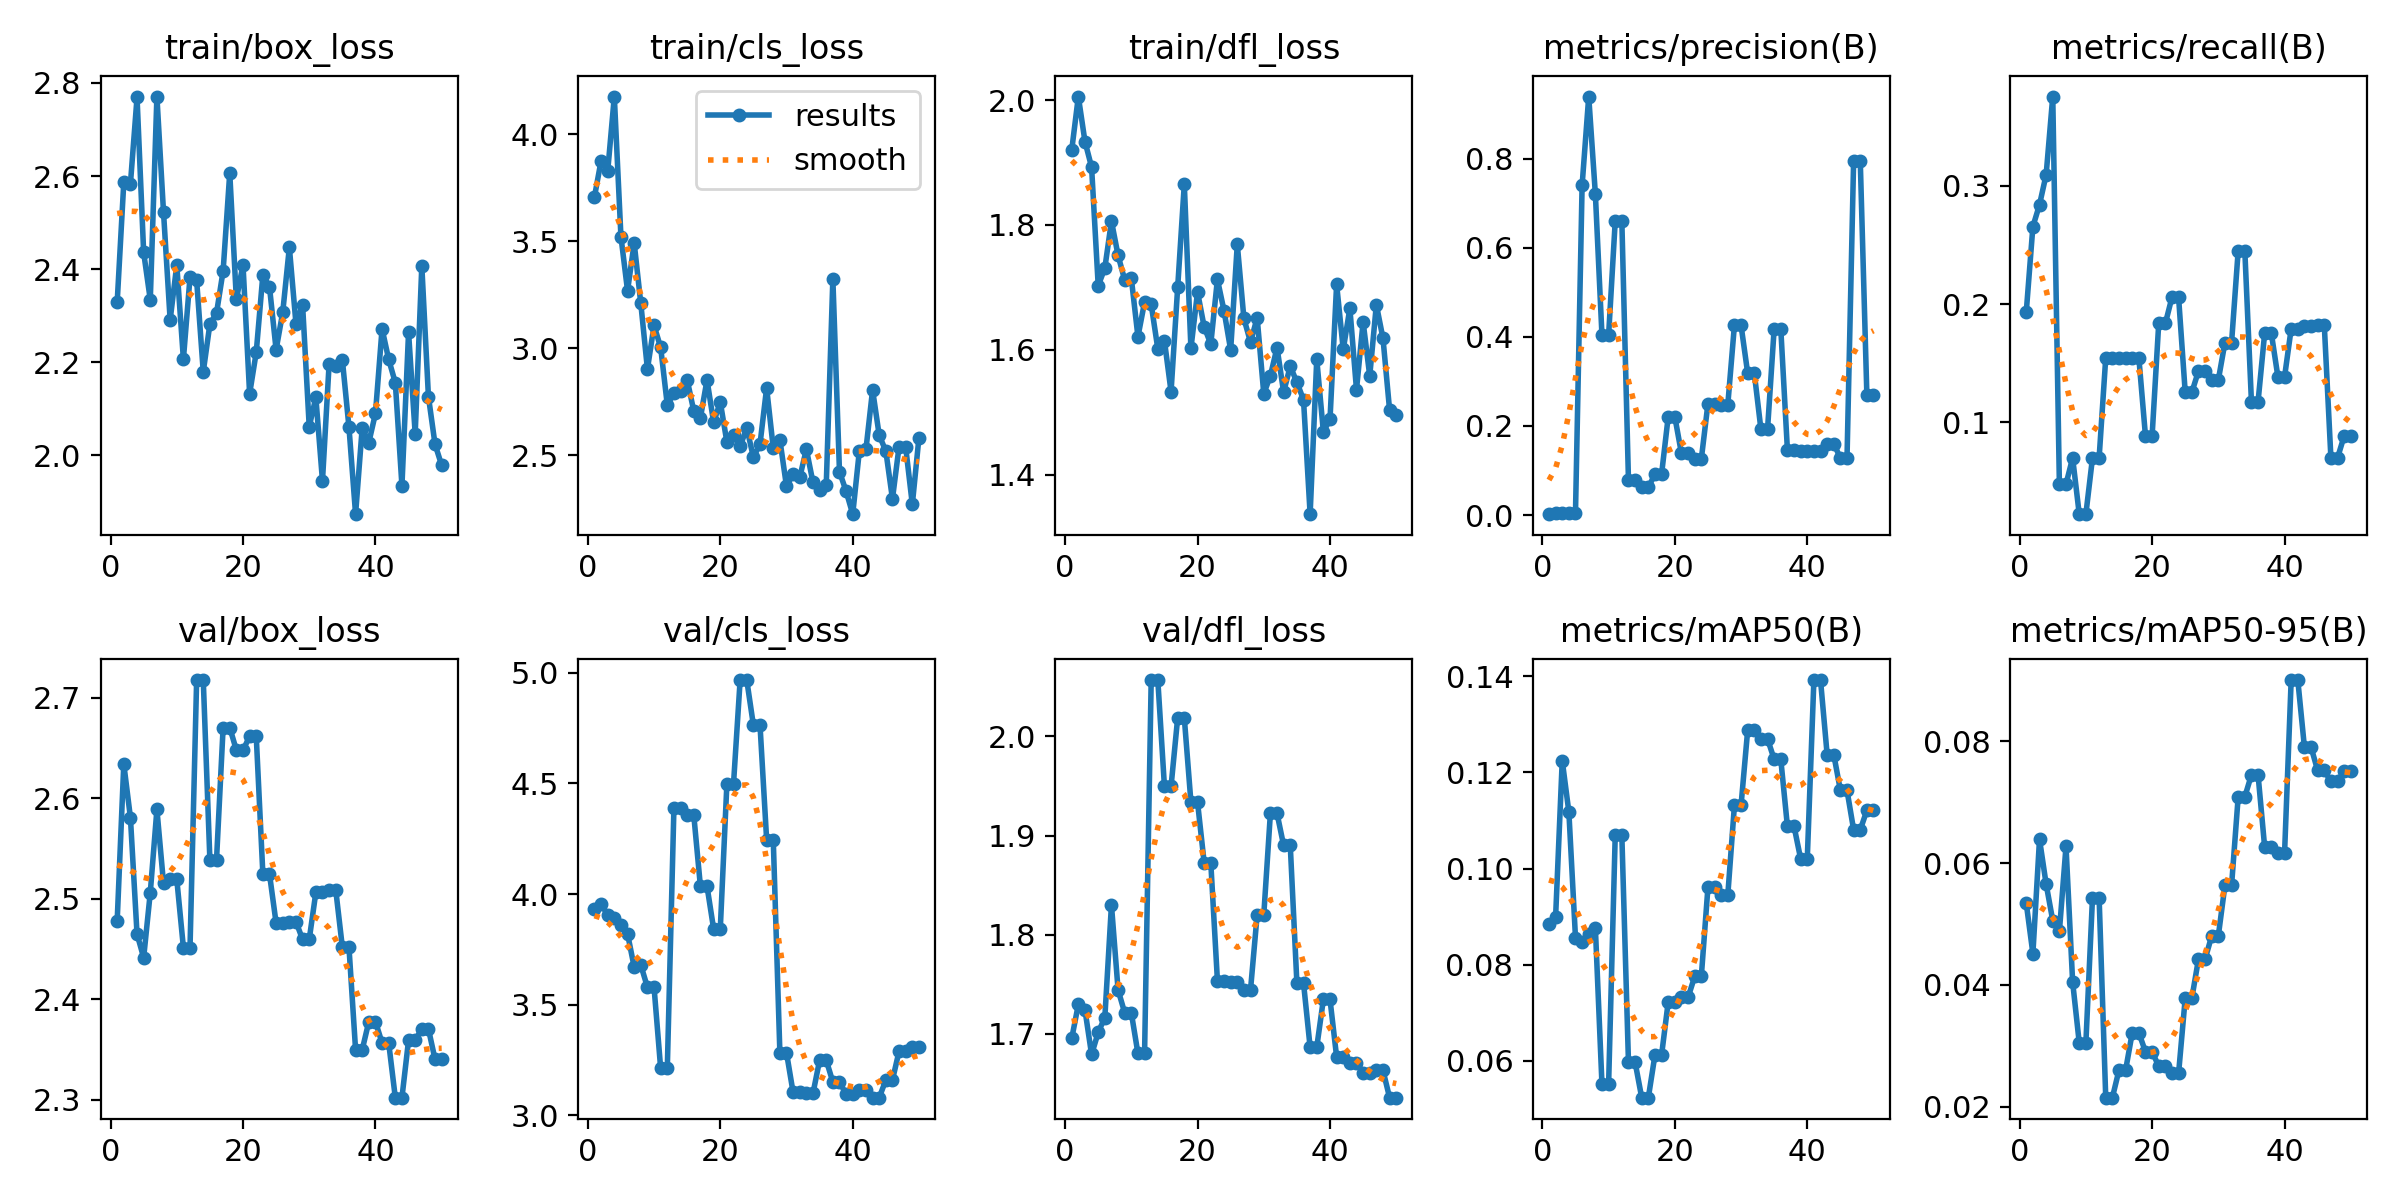 train/box_loss
2.8
2.6
2.4
2.2
2.0
0 20 40
train/cls_loss
results
smooth
4.0
3.5
3.0
2.5
0 20 40
train/dfl_loss
2.0
1.8
1.6
1.4
0 20 40
metrics/precision(B)
0.8
0.6
0.4
0.2
0.0
0 20 40
metrics/recall(B)
0.3
0.2
0.1
0 20 40
val/box_loss
2.7
2.6
2.5
2.4
2.3
0 20 40
val/cls_loss
5.0
4.5
4.0
3.5
3.0
0 20 40
val/dfl_loss
2.0
1.9
1.8
1.7
0 20 40
metrics/mAP50(B)
0.14
0.12
0.10
0.08
0.06
0 20 40
metrics/mAP50-95(B)
0.08
0.06
0.04
0.02
0 20 40